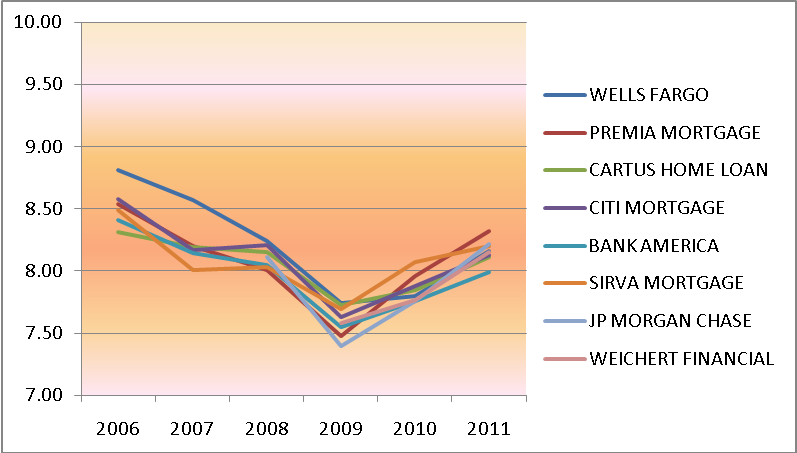 10.00
9.50
9.00
8.50
8.00
7.50
7.00
2006 2007 2008 2009 2010 2011
WELLS FARGO
PREMIA MORTGAGE
CARTUS HOME LOAN
CITI MORTGAGE
BANK AMERICA
SIRVA MORTGAGE
JP MORGAN CHASE
WEICHERT FINANCIAL